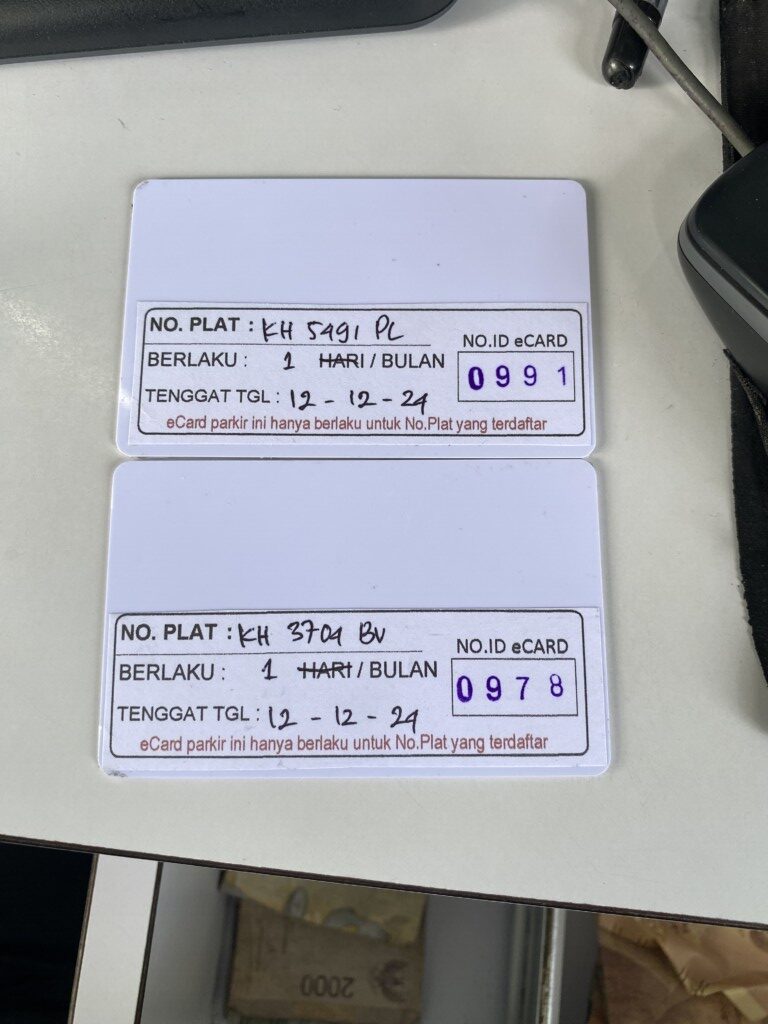 NO. PLAT : KH 5491 PL
NO.ID eCARD
BERLAKU : 1 HARI / BULAN
0991
TENGGAT TGL : 12 - 12 - 24
eCard parkir ini hanya berlaku untuk No.Plat yang terdaftar
NO. PLAT : KH 3704 BV
NO.ID eCARD
BERLAKU : 1 HARI / BULAN
0978
TENGGAT TGL : 12 - 12 - 24
eCard parkir ini hanya berlaku untuk No.Plat yang terdaftar
2000